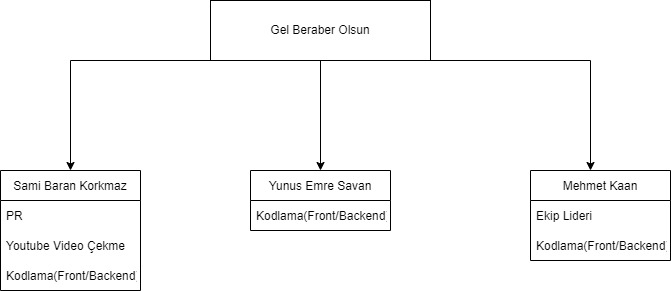 Gel Beraber Olsun
Sami Baran Korkmaz
PR
Youtube Video Çekme
Kodlama(Front/Backend
Yunus Emre Savan
Kodlama(Front/Backend
Mehmet Kaan
Ekip Lideri
Kodlama(Front/Backend